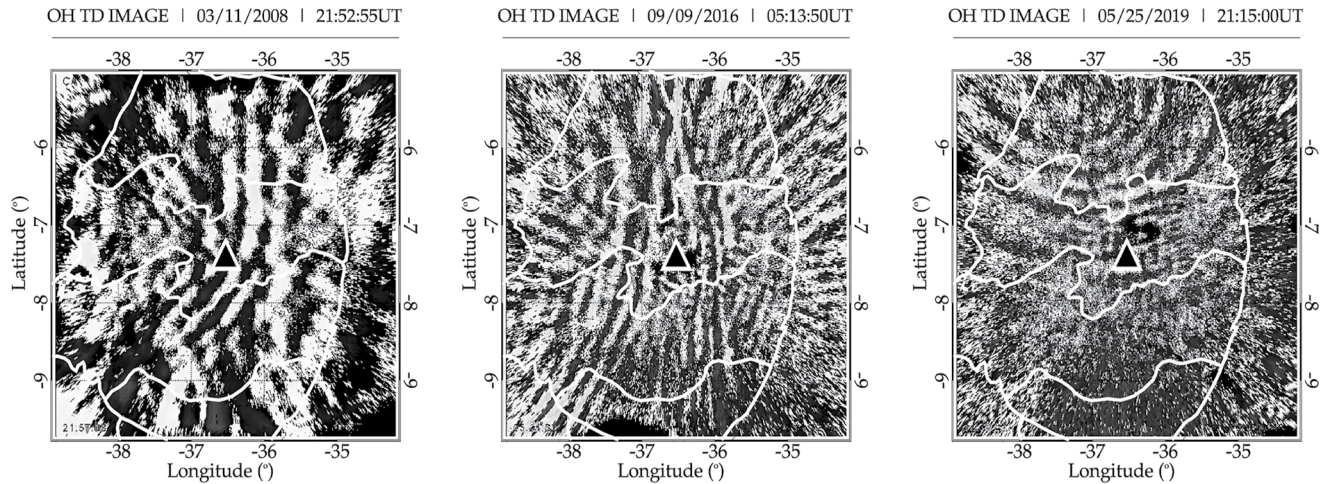 OH TD IMAGE | 03/11/2008 | 21:52:55UT
-38 -37 -36 -35
-6 -6
-7 -7
-8 -8
-9 -9
Latitude (°)
-38 -37 -36 -35
Longitude (°)
OH TD IMAGE | 09/09/2016 | 05:13:50UT
-38 -37 -36 -35
-6 -6
-7 -7
-8 -8
-9 -9
Latitude (°)
-38 -37 -36 -35
Longitude (°)
OH TD IMAGE | 05/25/2019 | 21:15:00UT
-38 -37 -36 -35
-6 -6
-7 -7
-8 -8
-9 -9
Latitude (°)
-38 -37 -36 -35
Longitude (°)